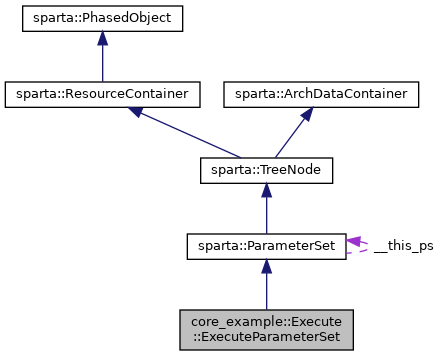 sparta::PhasedObject
sparta::ResourceContainer
sparta::ArchDataContainer
sparta::TreeNode
sparta::ParameterSet
__this_ps
core_example::Execute
::ExecuteParameterSet